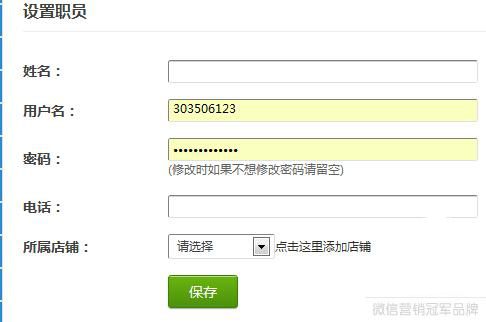 设置职员
姓名：
用户名： 303506123
密码： •••••••••••••
(修改时如果不想修改密码请留空)
电话：
所属店铺： 请选择 点击这里添加店铺
保存
微信营销冠军品牌